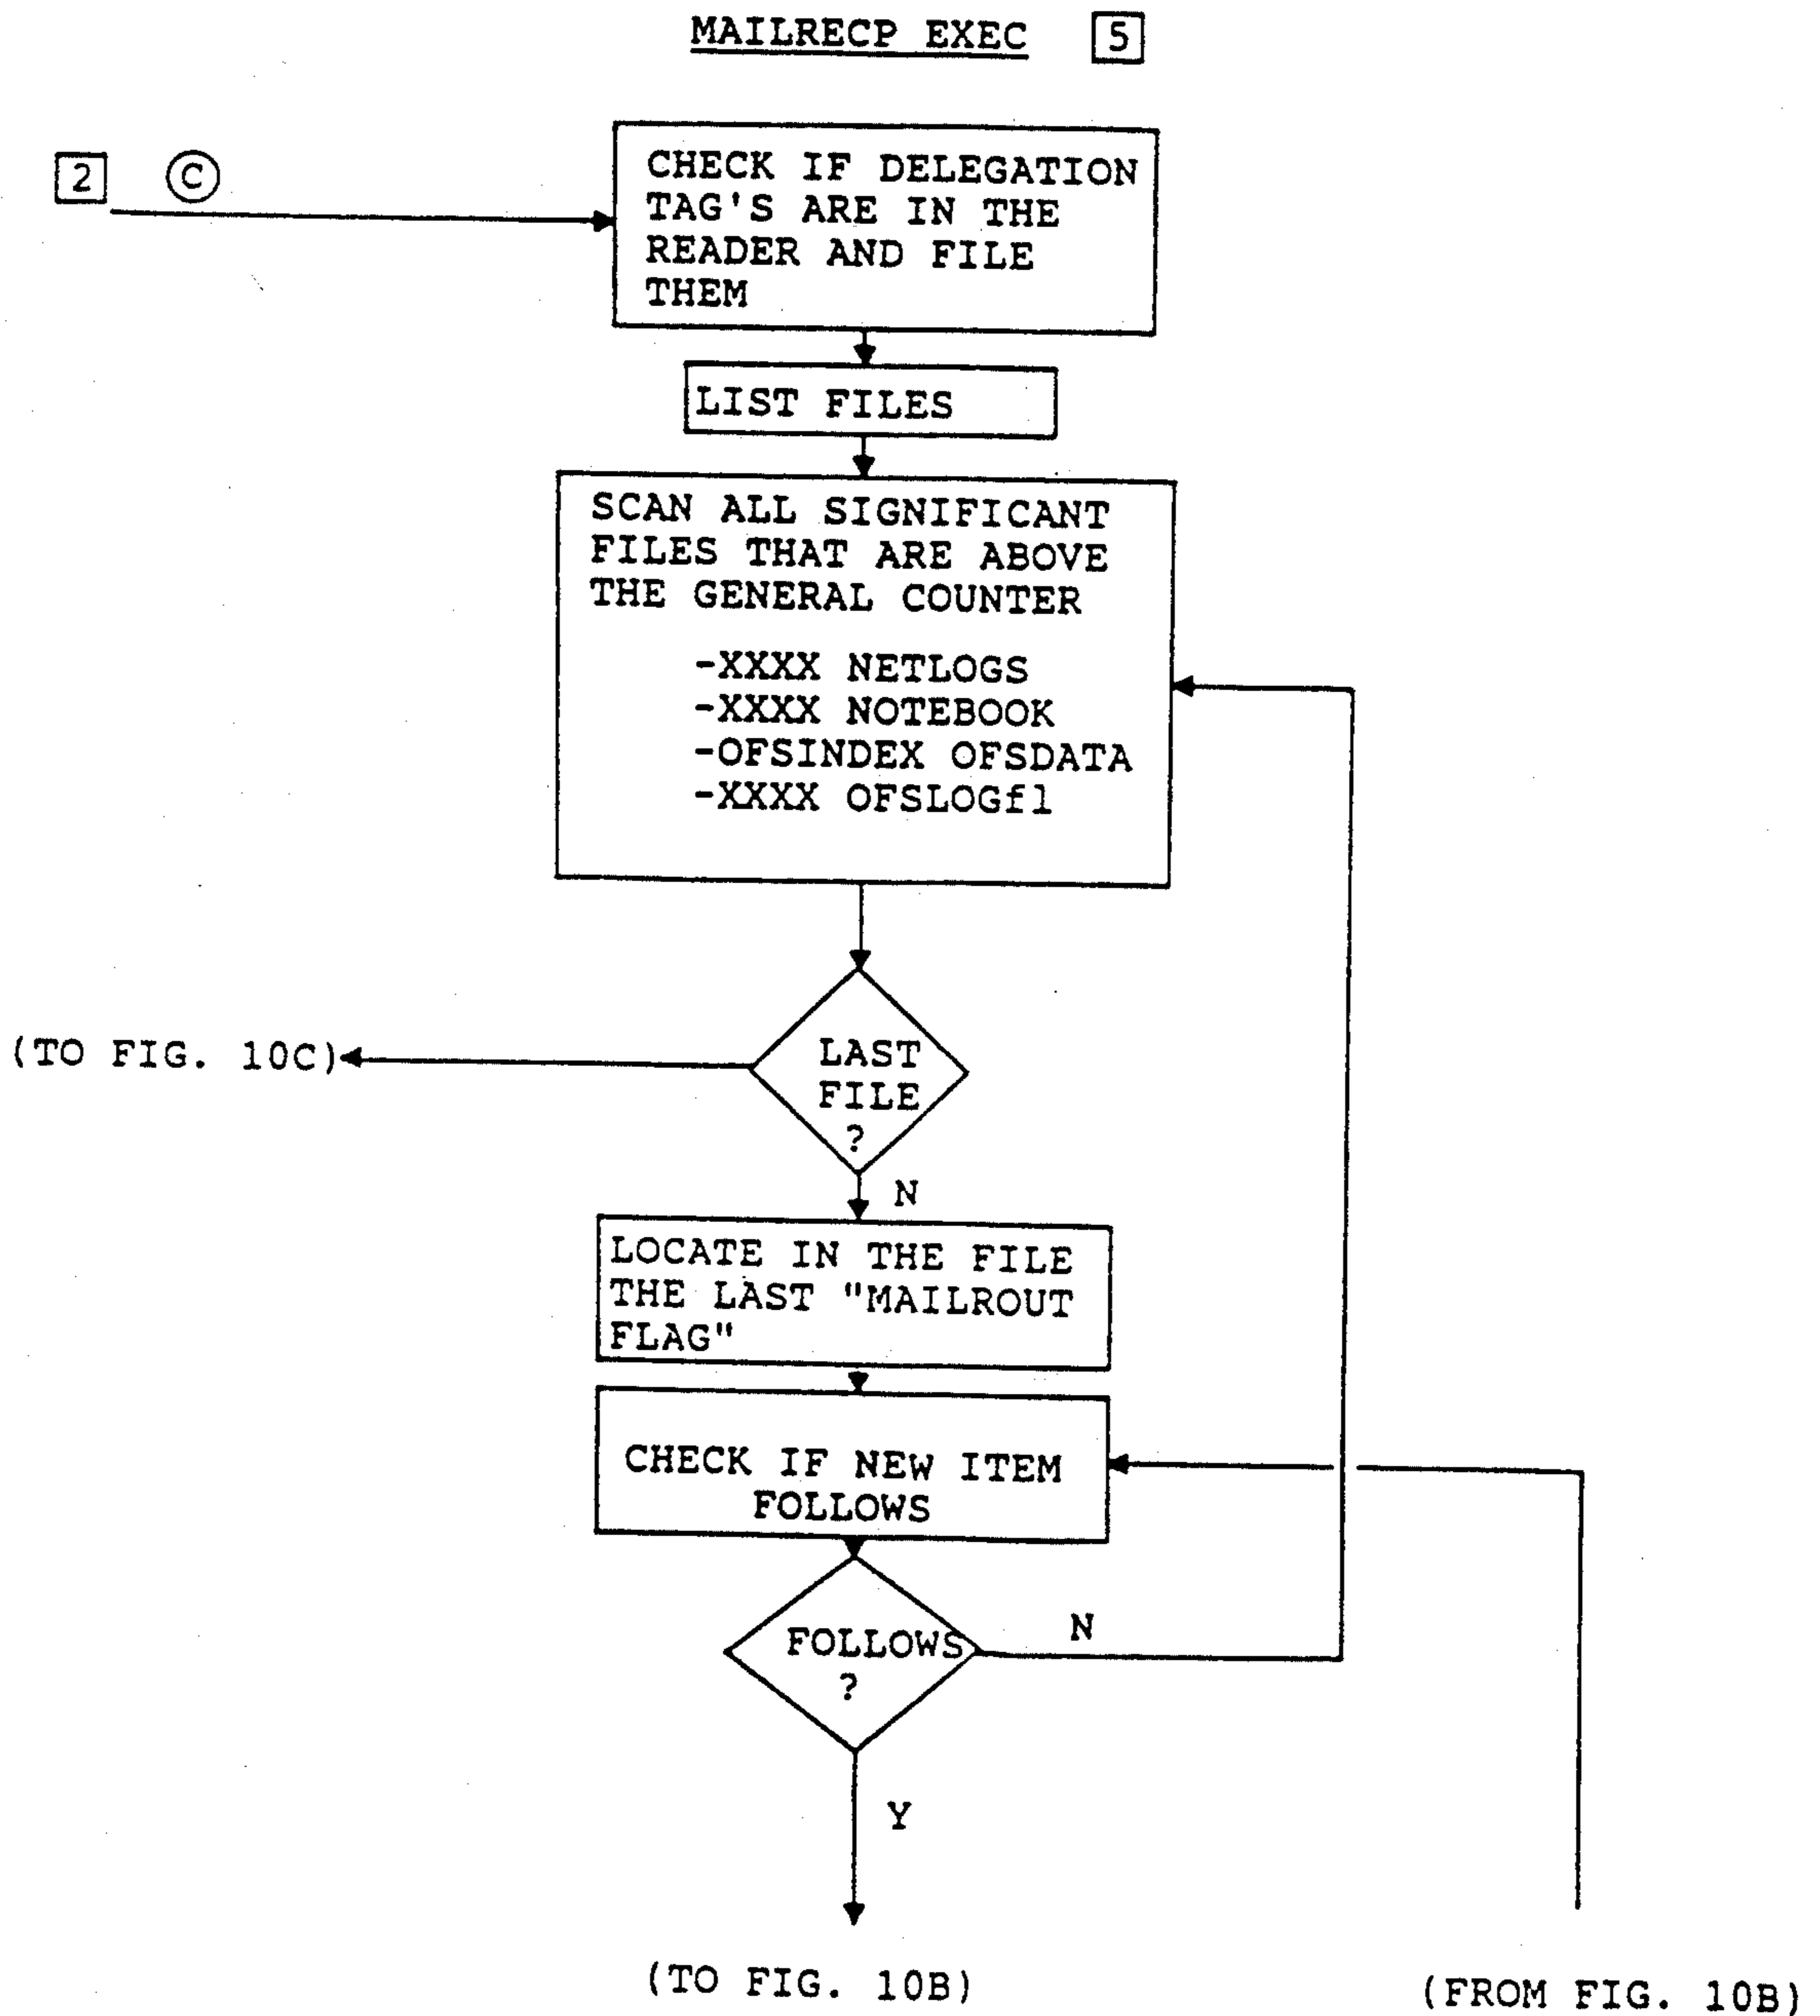 MAILRECP EXEC 5
2 C
CHECK IF DELEGATION
TAG'S ARE IN THE
READER AND FILE
THEM
LIST FILES
SCAN ALL SIGNIFICANT
FILES THAT ARE ABOVE
THE GENERAL COUNTER
-XXXX NETLOGS
-XXXX NOTEBOOK
-OFSINDEX OFSDATA
-XXXX OFSLOGfl
(TO FIG. 10C)
LAST
FILE
?
N
LOCATE IN THE FILE
THE LAST "MAILROUT
FLAG"
CHECK IF NEW ITEM
FOLLOWS
FOLLOWS
?
N
Y
(TO FIG. 10B)
(FROM FIG. 10B)